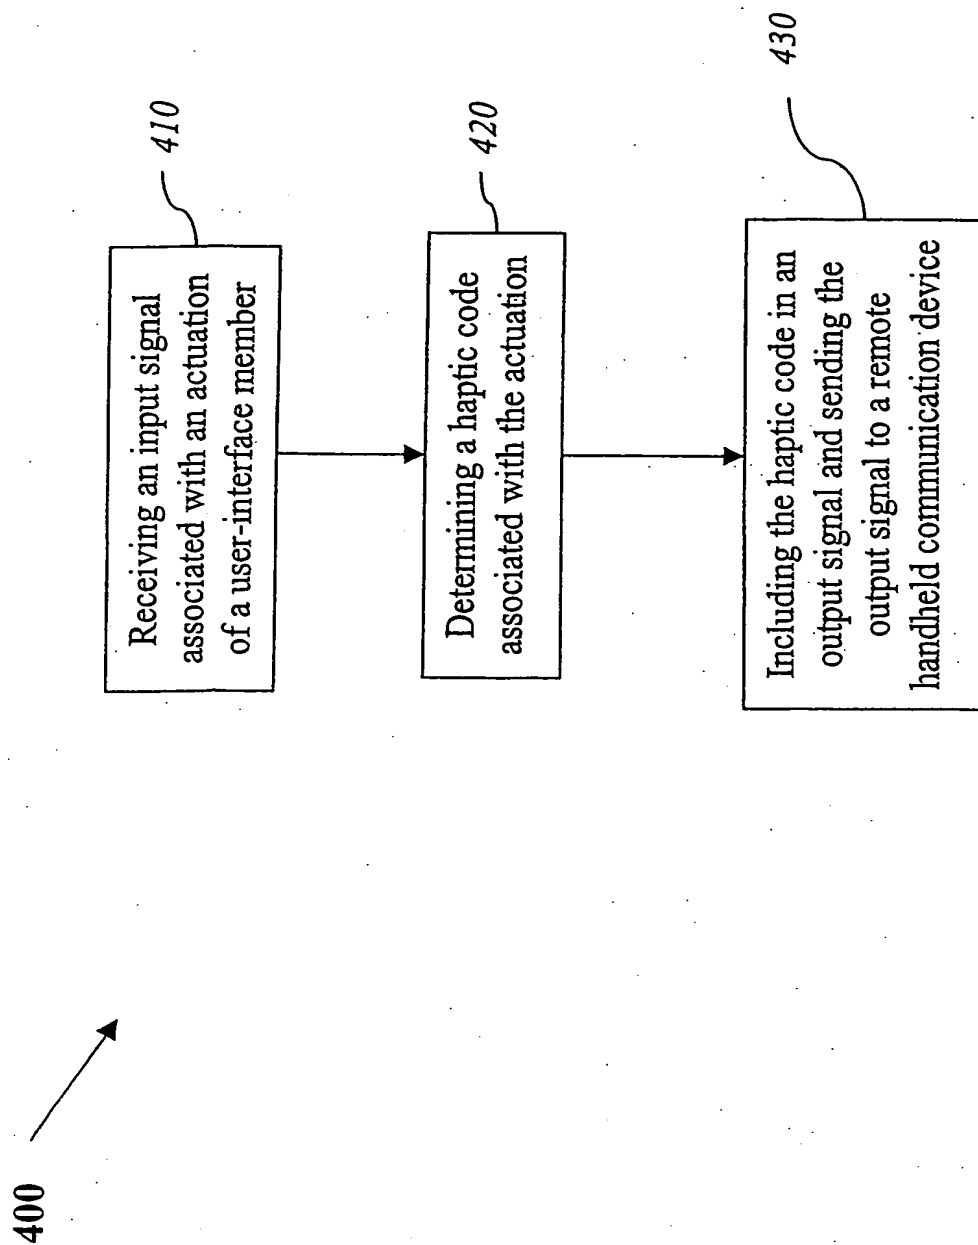 400
Receiving an input signal
associated with an actuation
of a user-interface member
410
Determining a haptic code
associated with the actuation
420
Including the haptic code in an
output signal and sending the
output signal to a remote
handheld communication device
430